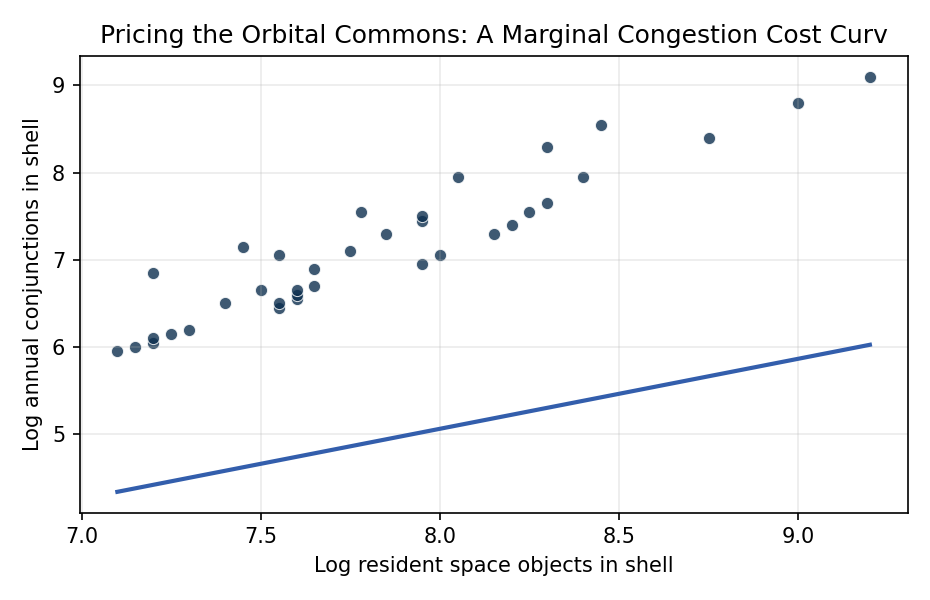 Pricing the Orbital Commons: A Marginal Congestion Cost Curv
Log annual conjunctions in shell
9
8
7
6
5
7.0 7.5 8.0 8.5 9.0
Log resident space objects in shell